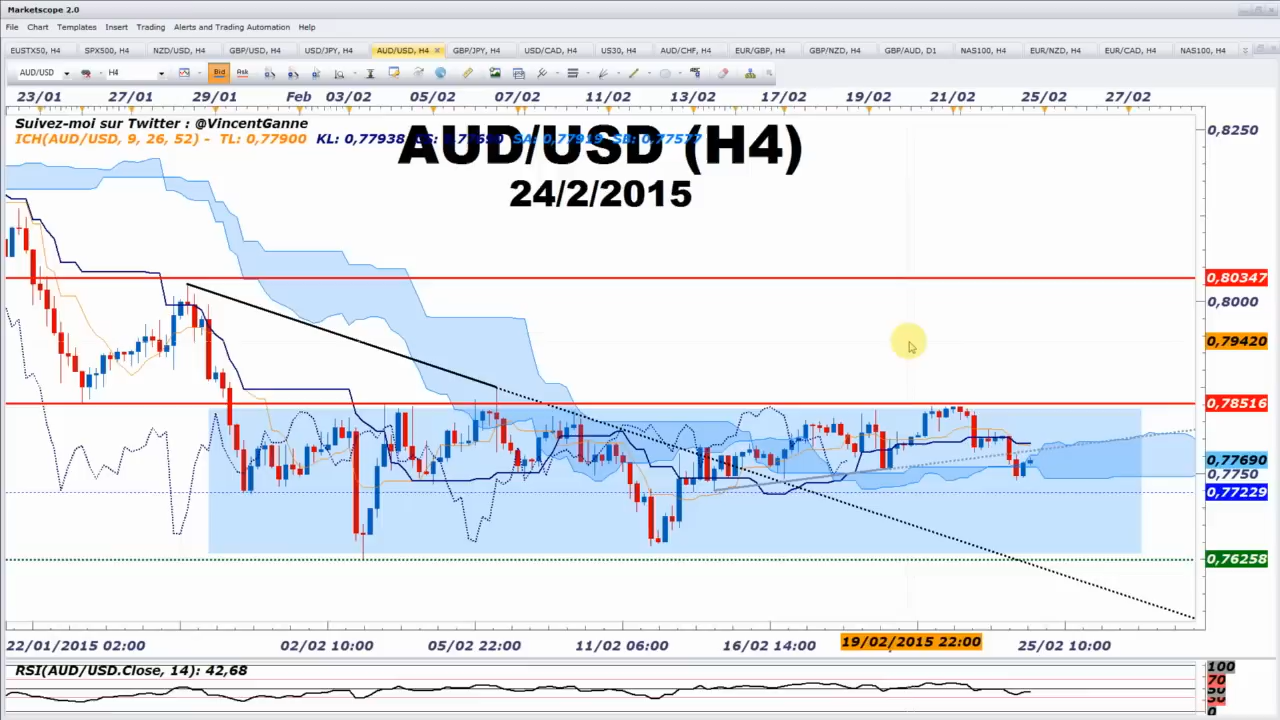 Marketscope 2.0
File Chart Templates Insert Trading Alerts and Trading Automation Help
EUSTX50, H4 SPX500, H4 NZD/USD, H4 GBP/USD, H4 USD/JPY, H4 AUD/USD, H4 GBP/JPY, H4 USD/CAD, H4 US30, H4 AUD/CHF, H4 EUR/GBP, H4 GBP/NZD, H4 GBP/AUD, D1 NAS100, H4 EUR/NZD, H4 EUR/CAD, H4 NAS100, H4
AUD/USD H4 Bid Rsk
23/01 27/01 29/01 Feb 03/02 05/02 07/02 11/02 13/02 17/02 19/02 21/02 25/02 27/02
Suivez-moi sur Twitter : @VincentGanne
ICH(AUD/USD, 9, 26, 52) - TL: 0,77900 KL: 0,77938 SA: 0,77919 SB: 0,77577
AUD/USD (H4)
24/2/2015
0,8250
0,80347
0,8000
0,79420
0,78516
0,77690
0,7750
0,77229
0,76258
22/01/2015 02:00 02/02 10:00 05/02 22:00 11/02 06:00 16/02 14:00 19/02/2015 22:00 25/02 10:00
RSI(AUD/USD.Close, 14): 42,68
100
70
50
30
0